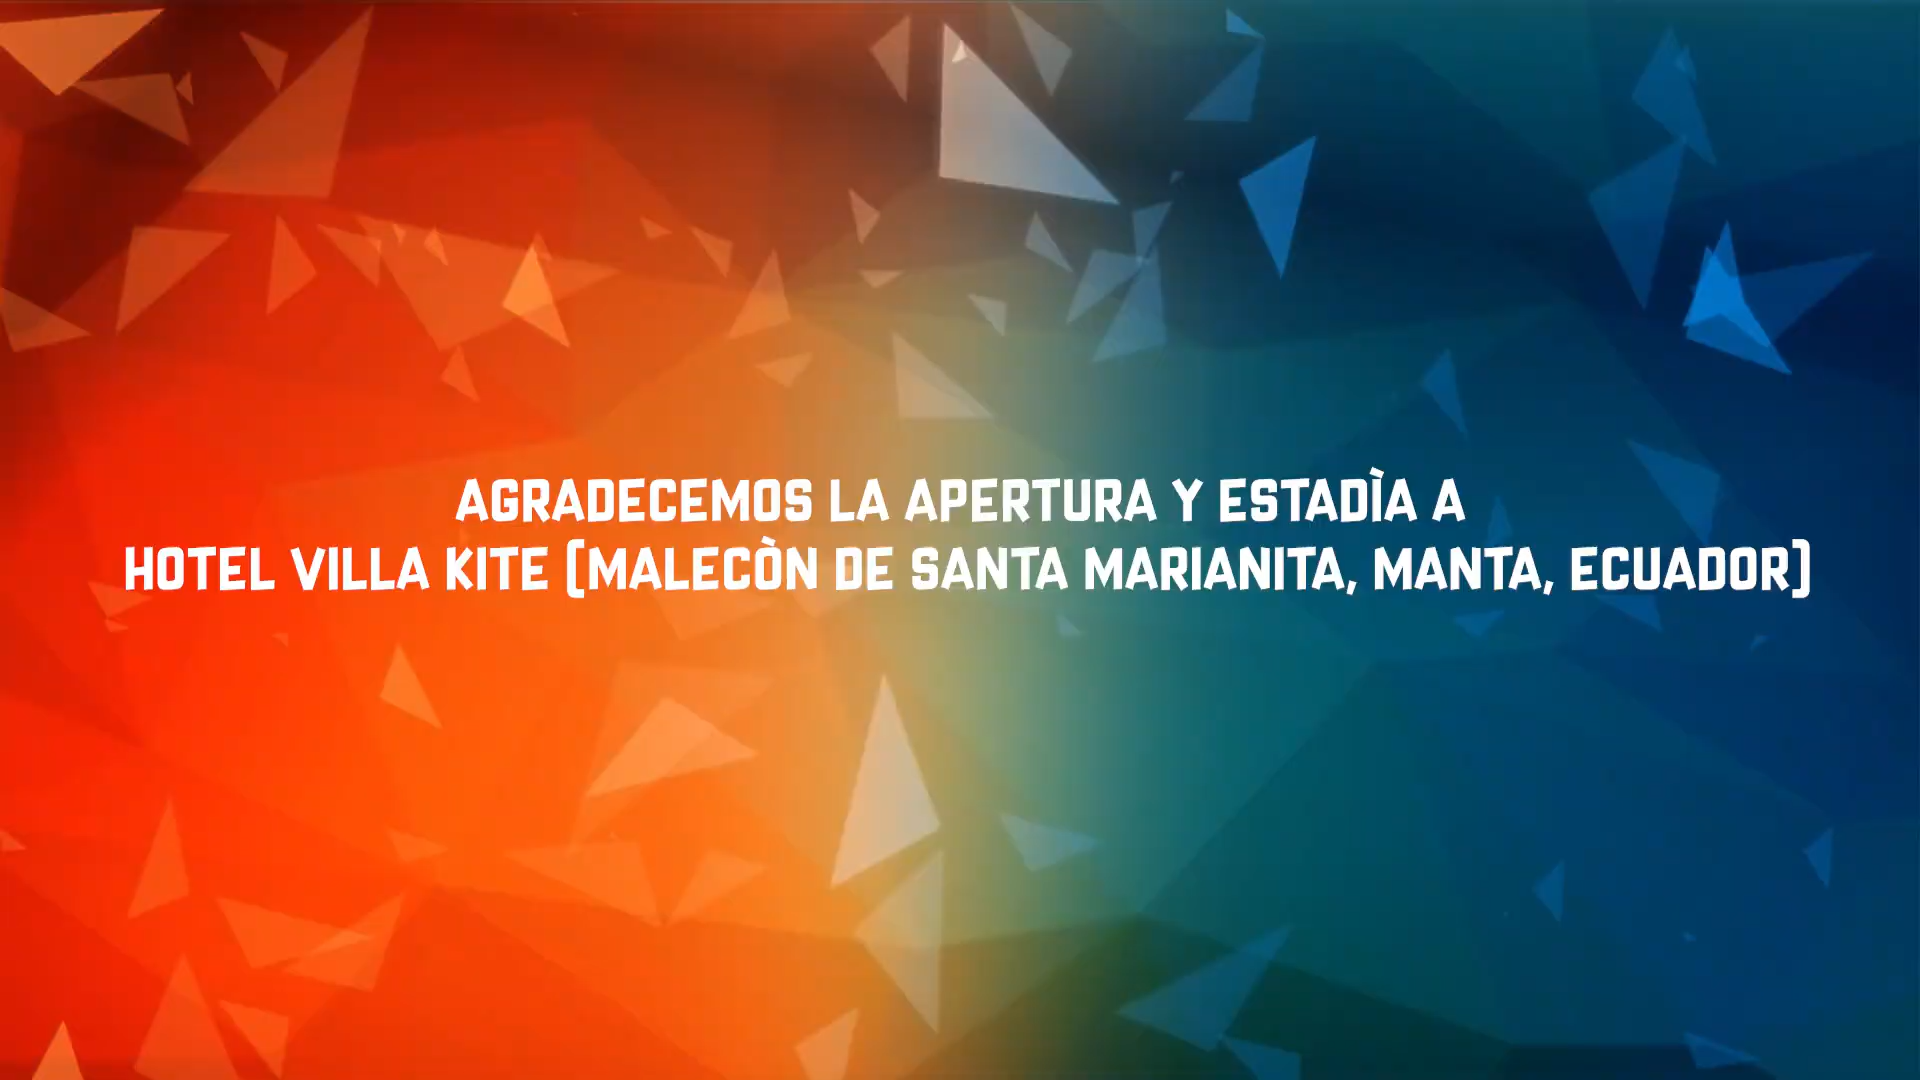 AGRADECEMOS LA APERTURA Y ESTADÌA A
HOTEL VILLA KITE (MALECÒN DE SANTA MARIANITA, MANTA, ECUADOR)